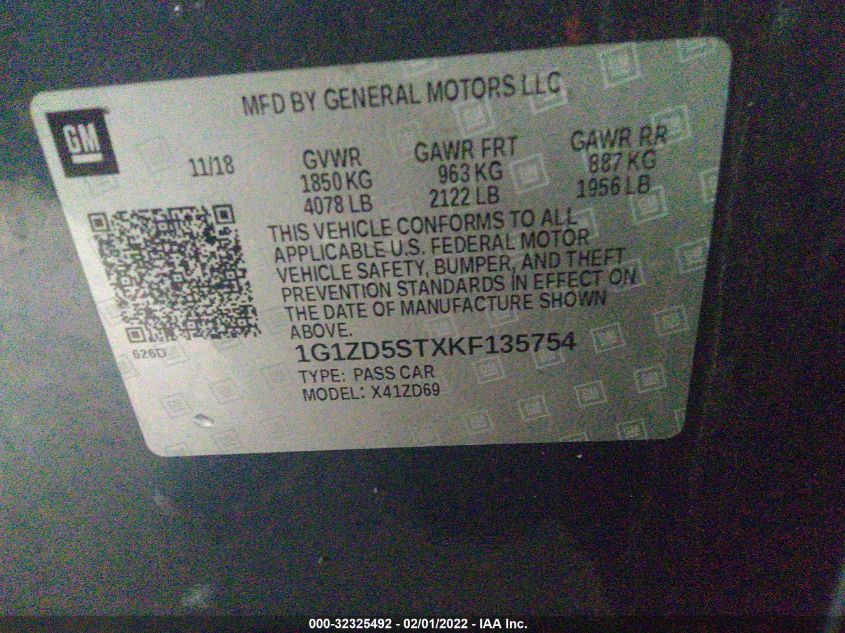 MFD BY GENERAL MOTORS LLC
GM
11/18
GVWR
1850 KG
4078 LB
GAWR FRT
963 KG
2122 LB
GAWR RR
887 KG
1956 LB
THIS VEHICLE CONFORMS TO ALL
APPLICABLE U.S. FEDERAL MOTOR
VEHICLE SAFETY, BUMPER, AND THEFT
PREVENTION STANDARDS IN EFFECT ON
THE DATE OF MANUFACTURE SHOWN
ABOVE.
626D
1G1ZD5STXKF135754
TYPE: PASS CAR
MODEL: X41ZD69
000-32325492 - 02/01/2022 - IAA Inc.